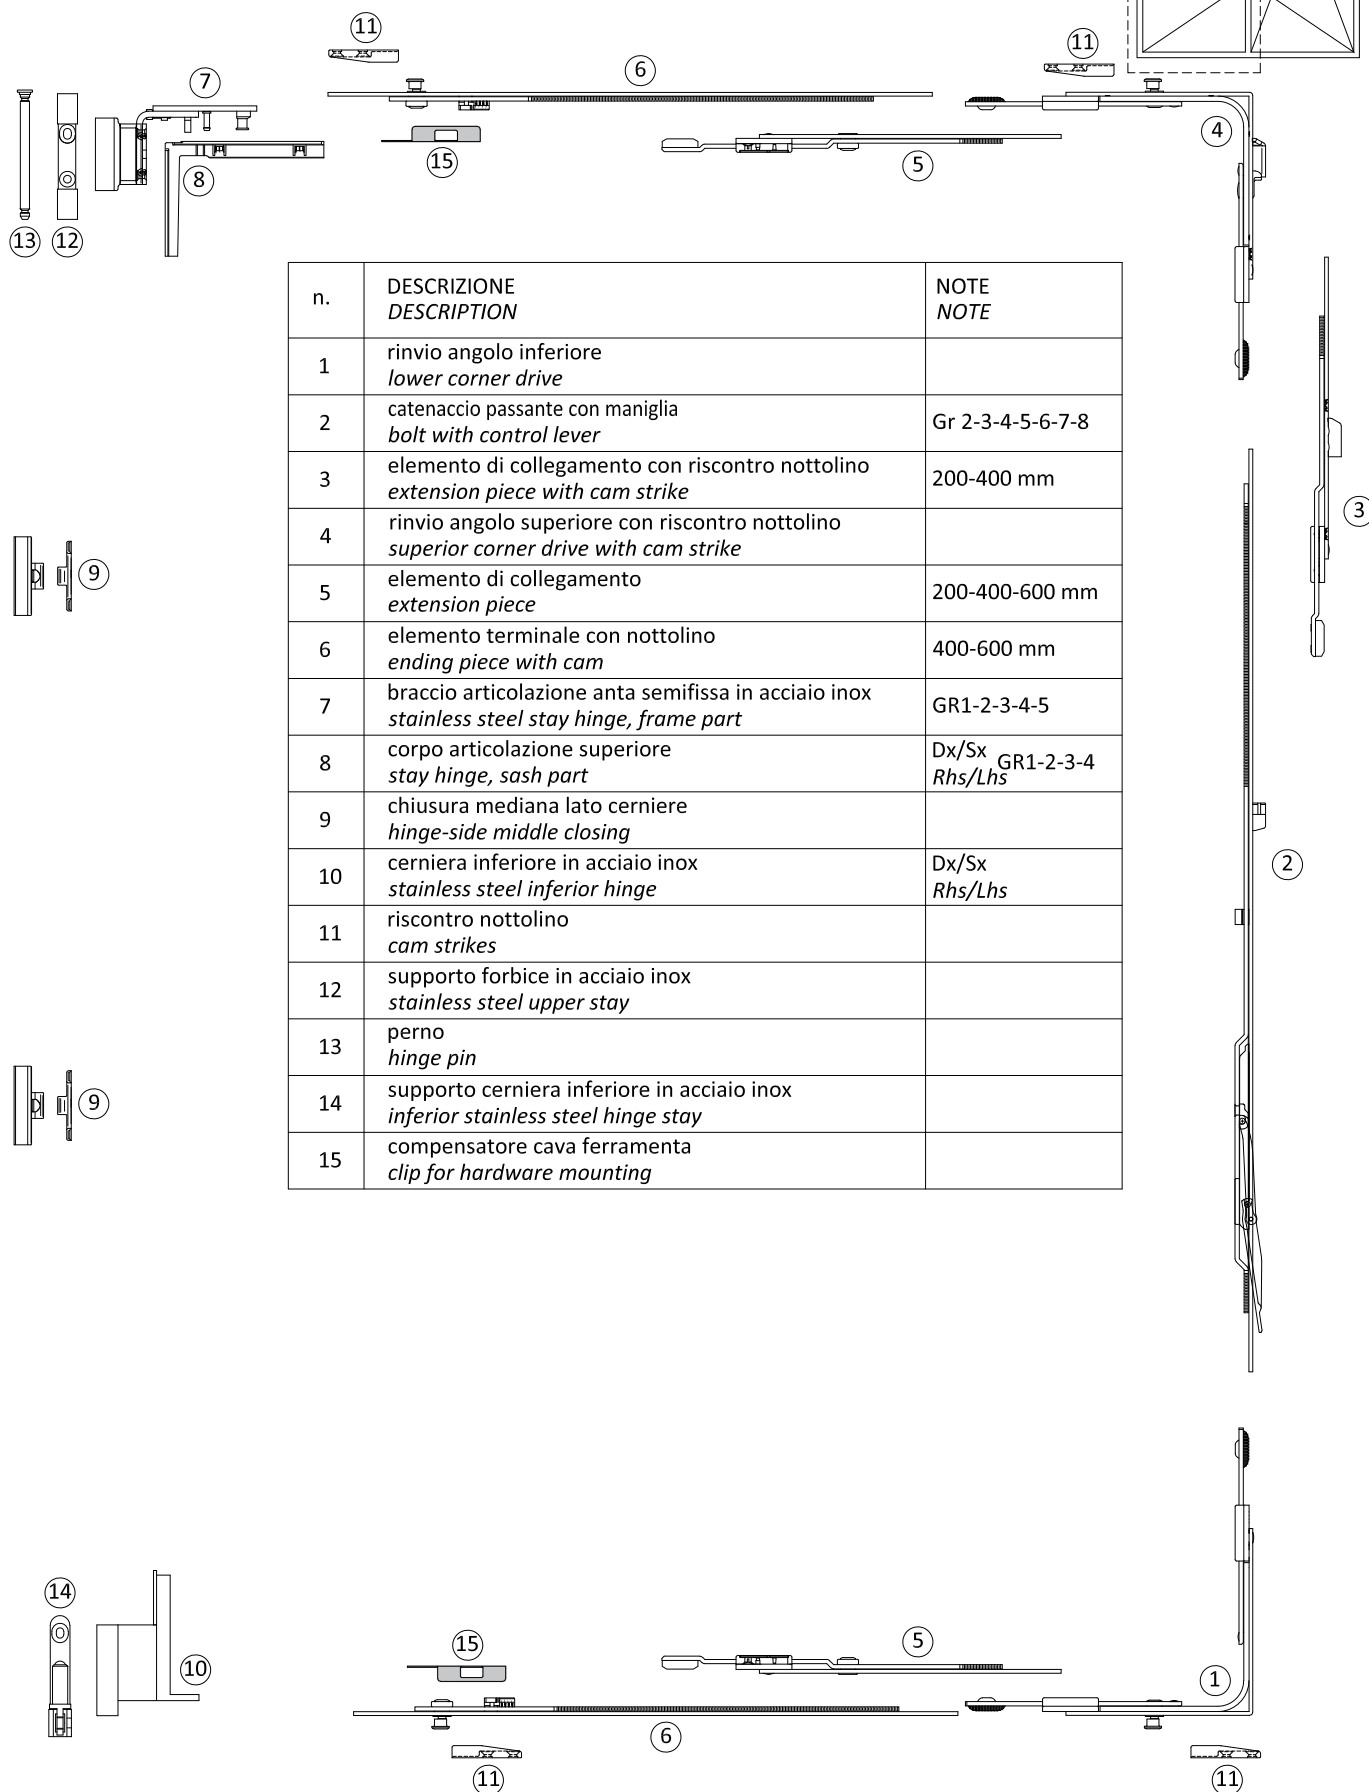 11
11
6
7
4
15
5
8
13
12
n.
DESCRIZIONE
DESCRIPTION
NOTE
NOTE
1
rinvio angolo inferiore
lower corner drive
2
catenaccio passante con maniglia
bolt with control lever
Gr 2-3-4-5-6-7-8
3
elemento di collegamento con riscontro nottolino
extension piece with cam strike
200-400 mm
4
rinvio angolo superiore con riscontro nottolino
superior corner drive with cam strike
5
elemento di collegamento
extension piece
200-400-600 mm
6
elemento terminale con nottolino
ending piece with cam
400-600 mm
7
braccio articolazione anta semifissa in acciaio inox
stainless steel stay hinge, frame part
GR1-2-3-4-5
8
corpo articolazione superiore
stay hinge, sash part
Dx/Sx
Rhs/Lhs
GR1-2-3-4
9
chiusura mediana lato cerniere
hinge-side middle closing
10
cerniera inferiore in acciaio inox
stainless steel inferior hinge
Dx/Sx
Rhs/Lhs
11
riscontro nottolino
cam strikes
12
supporto forbice in acciaio inox
stainless steel upper stay
13
perno
hinge pin
14
supporto cerniera inferiore in acciaio inox
inferior stainless steel hinge stay
15
compensatore cava ferramenta
clip for hardware mounting
3
9
2
9
14
15
5
10
1
6
11
11